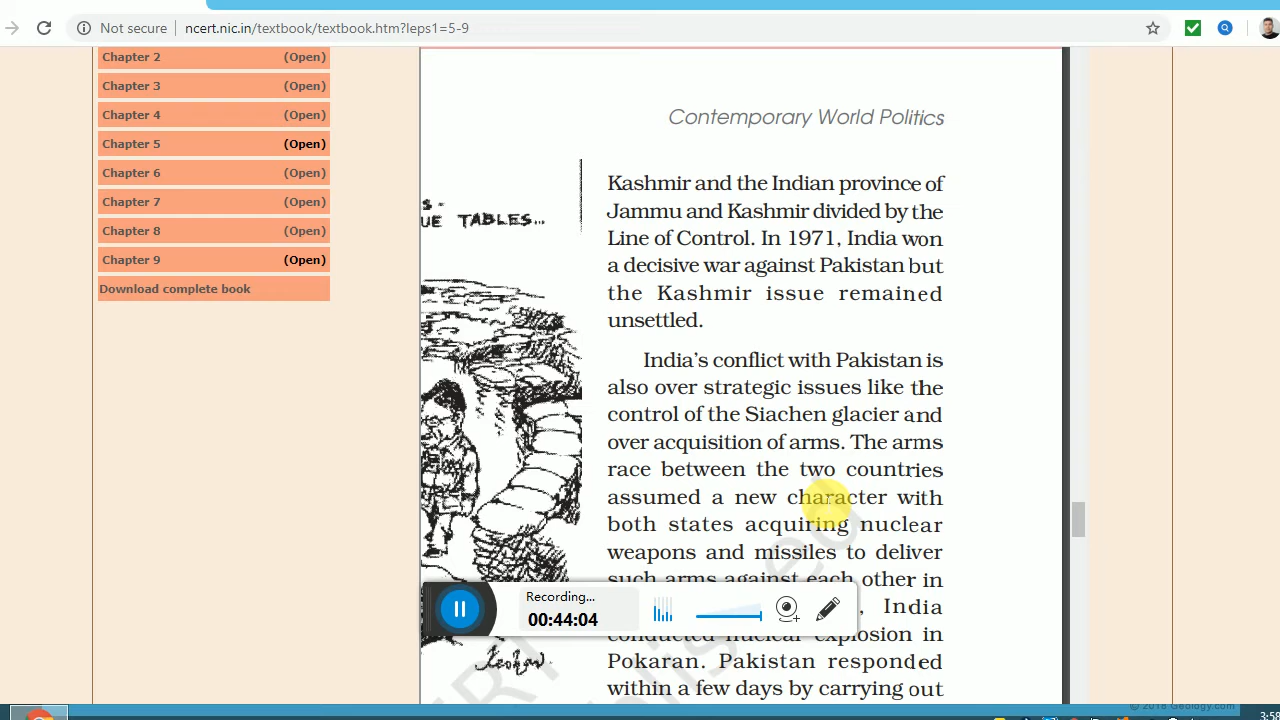 Not secure
ncert.nic.in/textbook/textbook.htm?leps1=5-9
Chapter 2 (Open)
Chapter 3 (Open)
Chapter 4 (Open)
Chapter 5 (Open)
Chapter 6 (Open)
Chapter 7 (Open)
Chapter 8 (Open)
Chapter 9 (Open)
Download complete book
UE TABLES...
Contemporary World Politics
Kashmir and the Indian province of
Jammu and Kashmir divided by the
Line of Control. In 1971, India won
a decisive war against Pakistan but
the Kashmir issue remained
unsettled.
India's conflict with Pakistan is
also over strategic issues like the
control of the Siachen glacier and
over acquisition of arms. The arms
race between the two countries
assumed a new character with
both states acquiring nuclear
weapons and missiles to deliver
such arms against each other in
, India
conducted nuclear explosion in
Pokaran. Pakistan responded
within a few days by carrying out
Recording...
00:44:04
© 2018 Geology.com